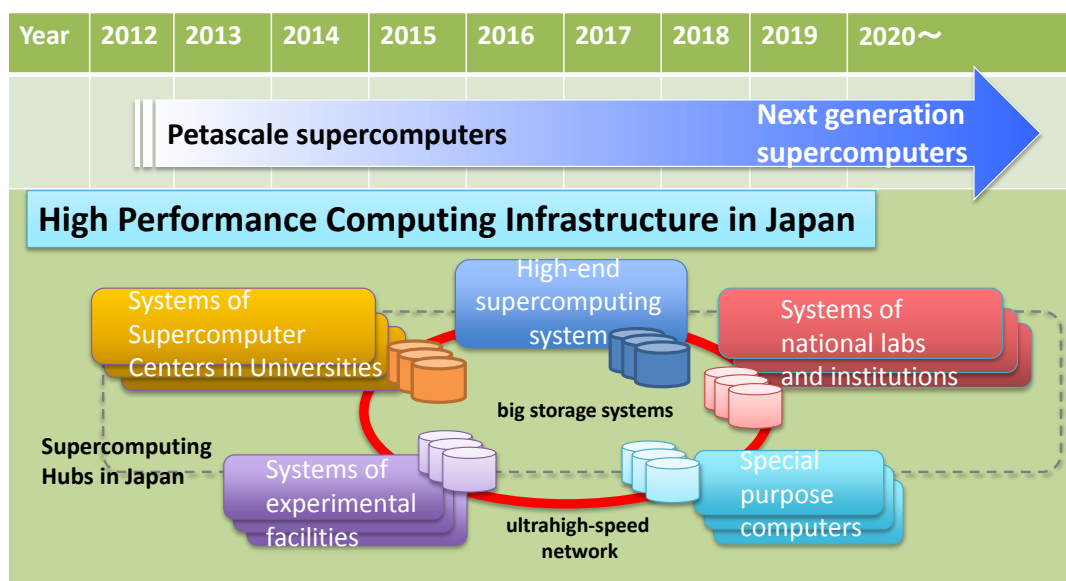 Year 2012 2013 2014 2015 2016 2017 2018 2019 2020～
Petascale supercomputers
Next generation
supercomputers
High Performance Computing Infrastructure in Japan
Systems of
Supercomputer
Centers in Universities
High-end
supercomputing
system
Systems of
national labs
and institutions
big storage systems
Supercomputing
Hubs in Japan
Systems of
experimental
facilities
ultrahigh-speed
network
Special
purpose
computers